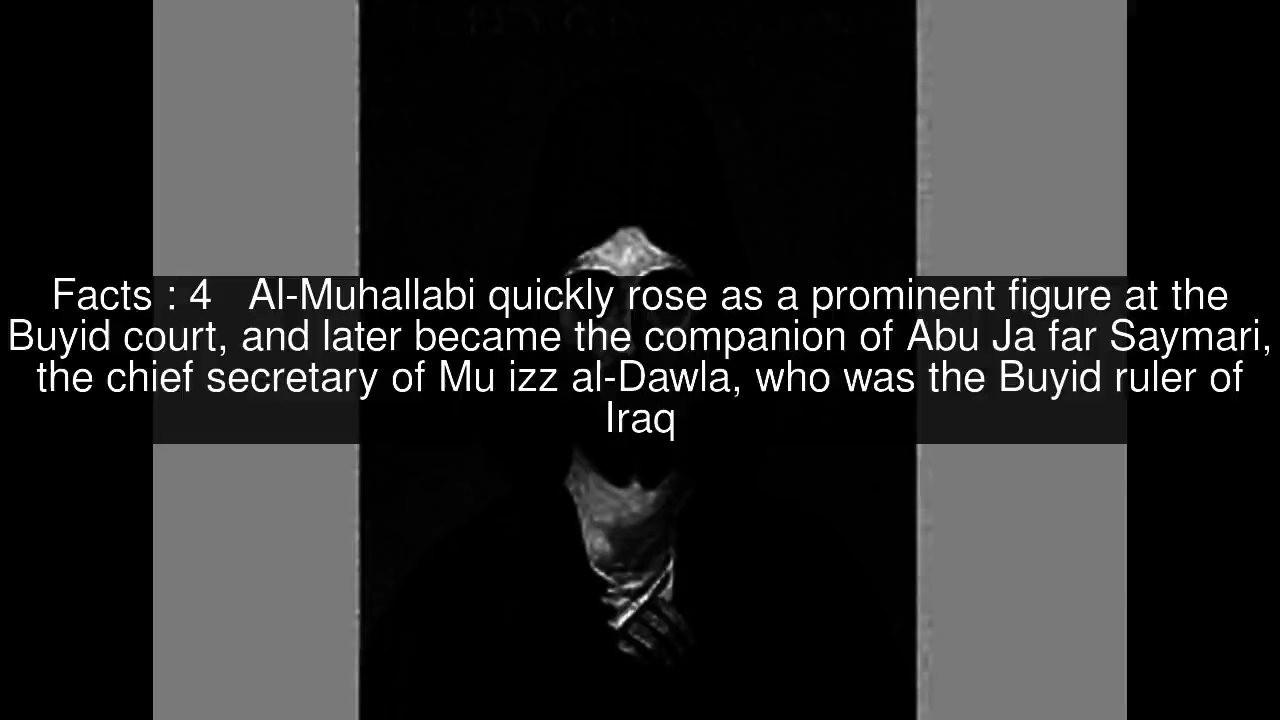 Facts : 4 Al-Muhallabi quickly rose as a prominent figure at the
Buyid court, and later became the companion of Abu Ja far Saymari,
the chief secretary of Mu izz al-Dawla, who was the Buyid ruler of
Iraq